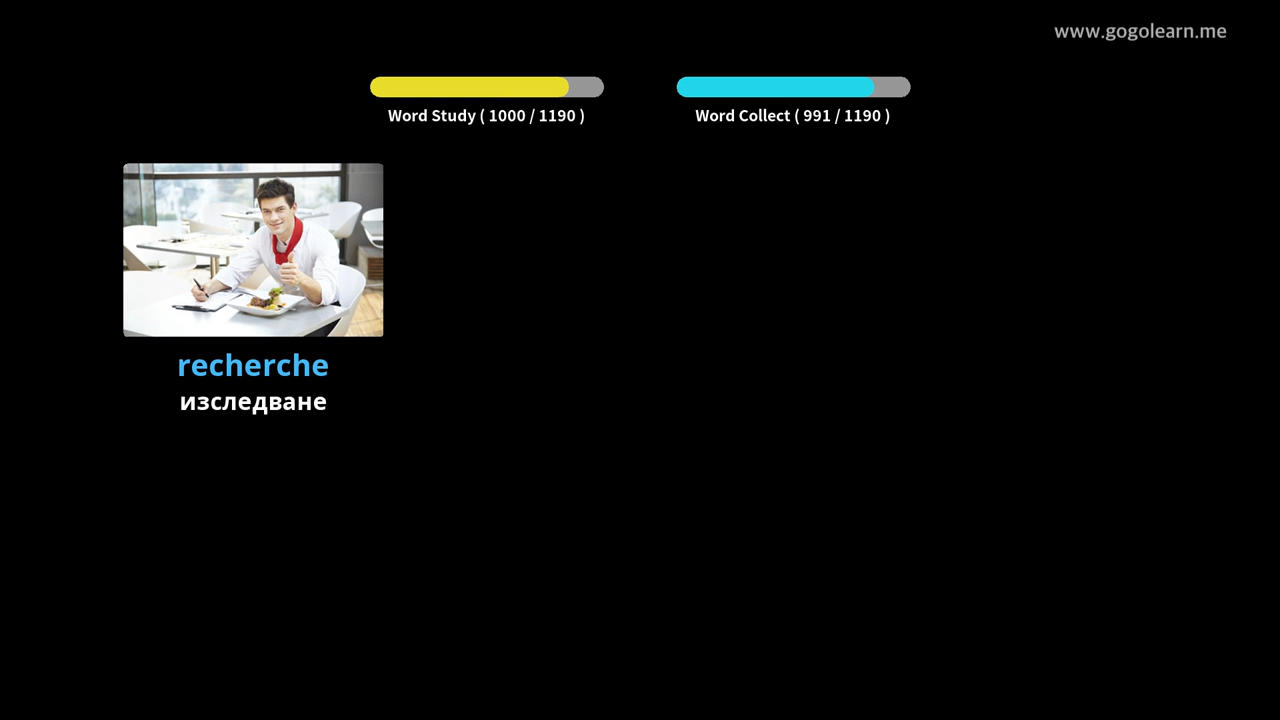 www.gogolearn.me
Word Study ( 1000 / 1190 )
Word Collect ( 991 / 1190 )
recherche
изследване